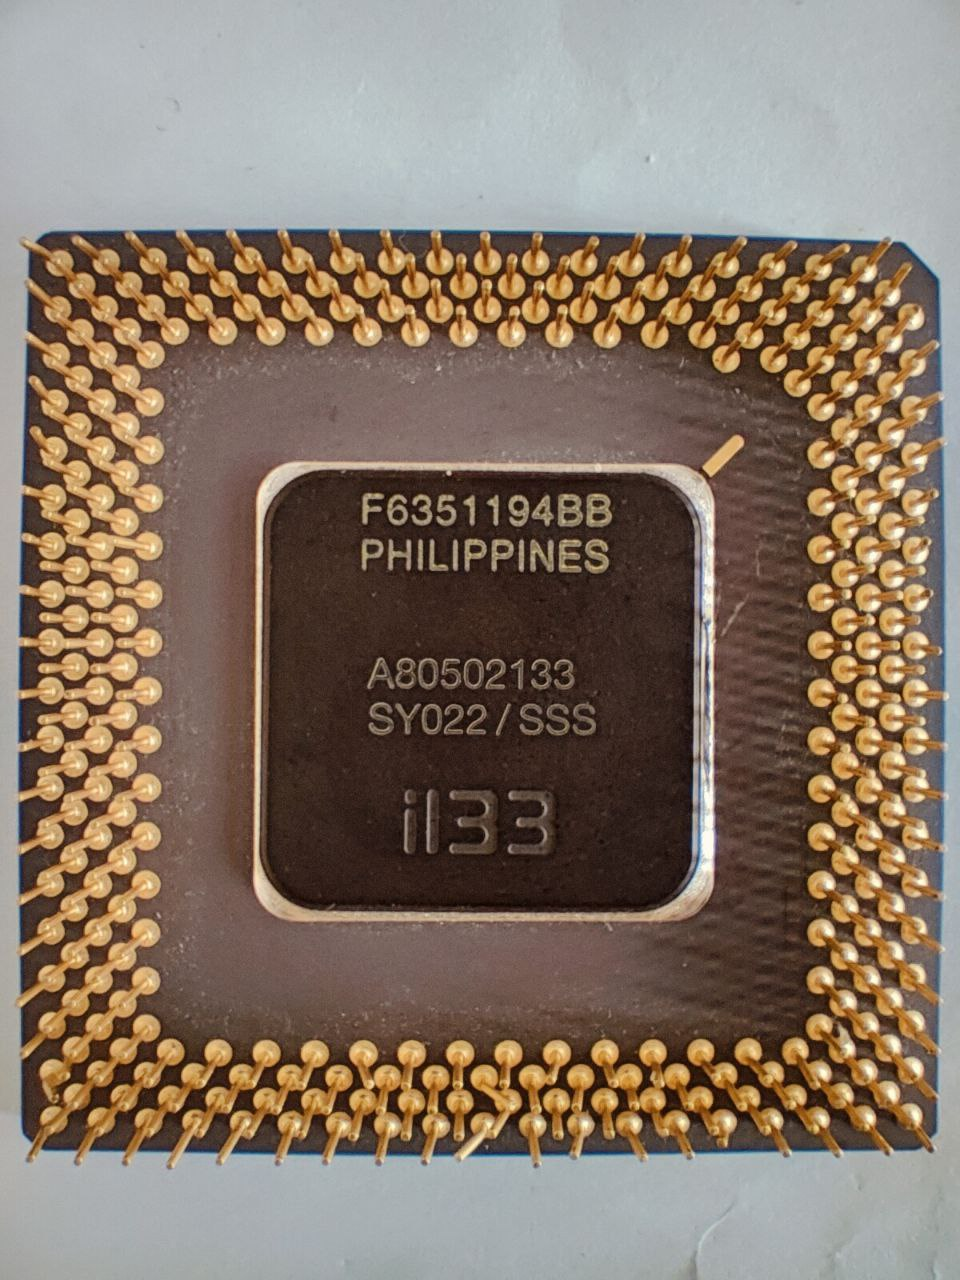 F6351194BB
PHILIPPINES
A80502133
SY022/SSS
i133